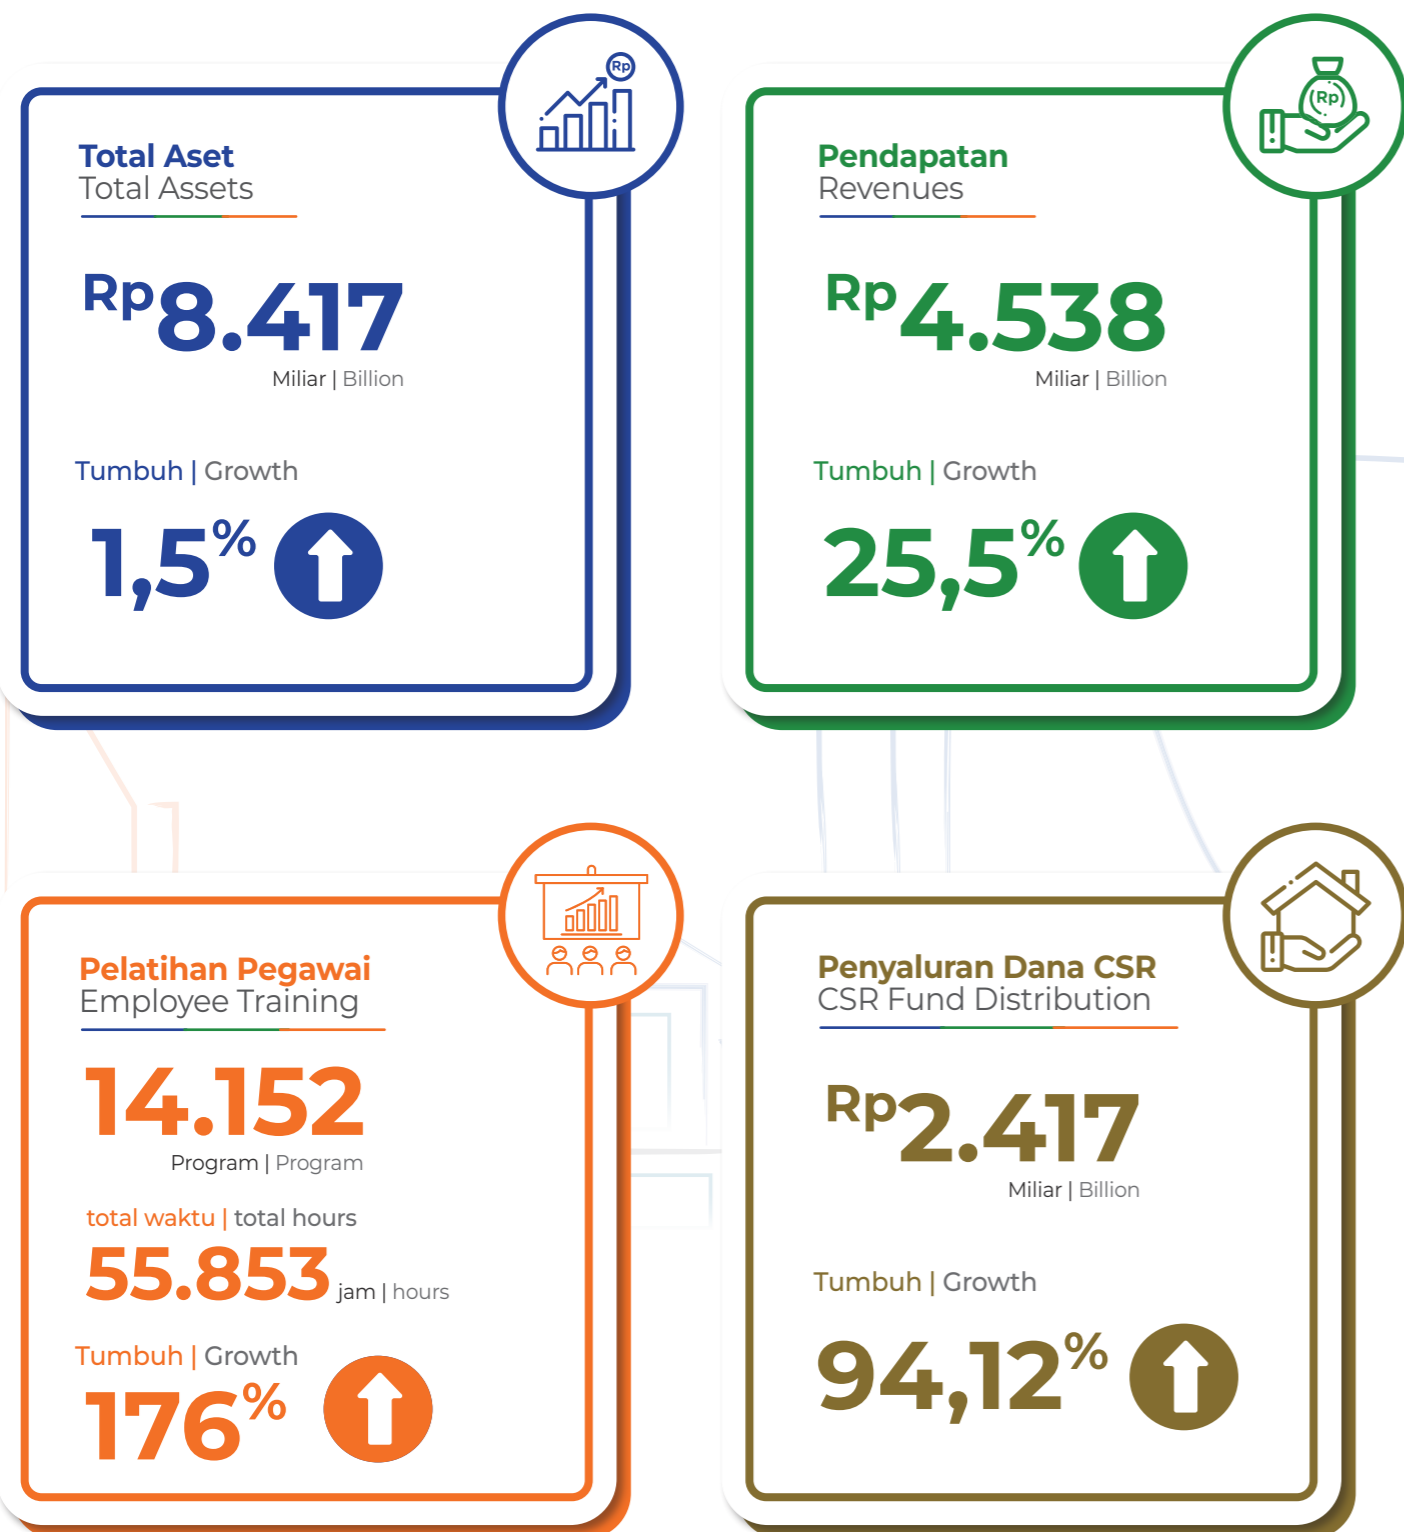 Rp
Total Aset
Total Assets
Rp8.417
Miliar | Billion
Tumbuh | Growth
1,5%
Rp
Pendapatan
Revenues
Rp4.538
Miliar | Billion
Tumbuh | Growth
25,5%
Pelatihan Pegawai
Employee Training
14.152
Program | Program
total waktu | total hours
55.853 jam | hours
Tumbuh | Growth
176%
Penyaluran Dana CSR
CSR Fund Distribution
Rp2.417
Miliar | Billion
Tumbuh | Growth
94,12%